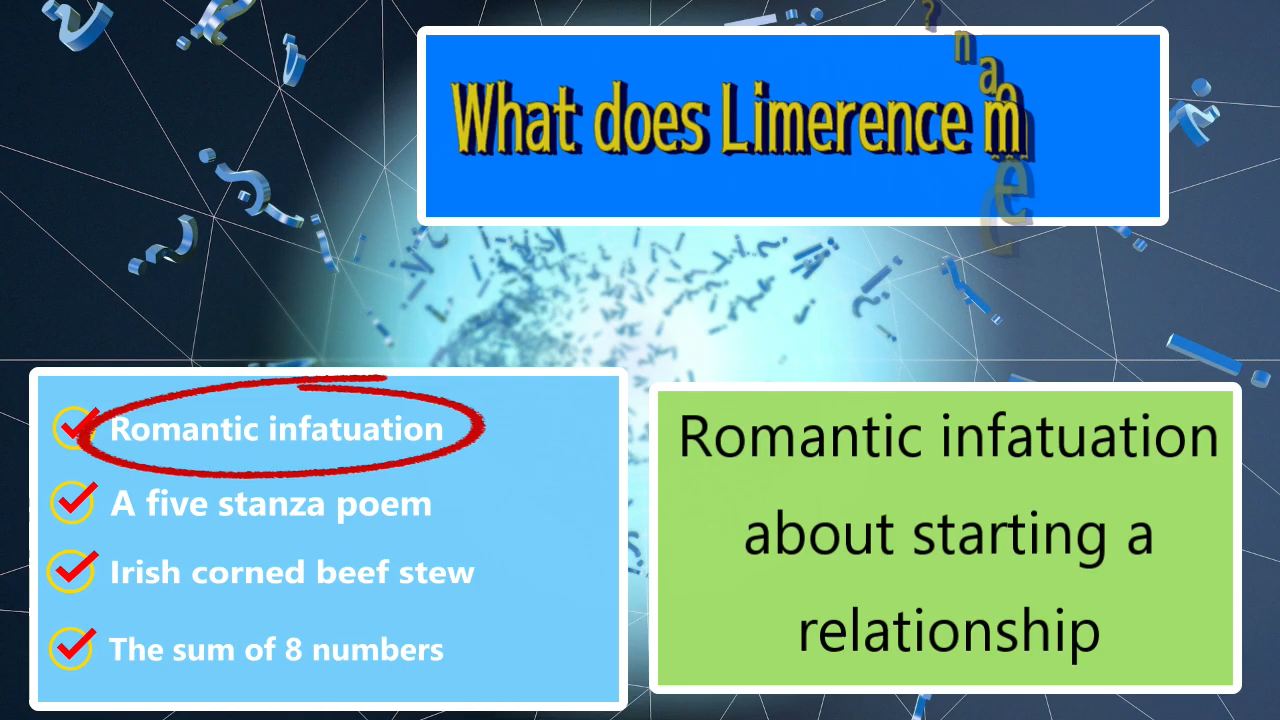 What does Limerence mean?
Romantic infatuation
A five stanza poem
Irish corned beef stew
The sum of 8 numbers
Romantic infatuation
about starting a
relationship